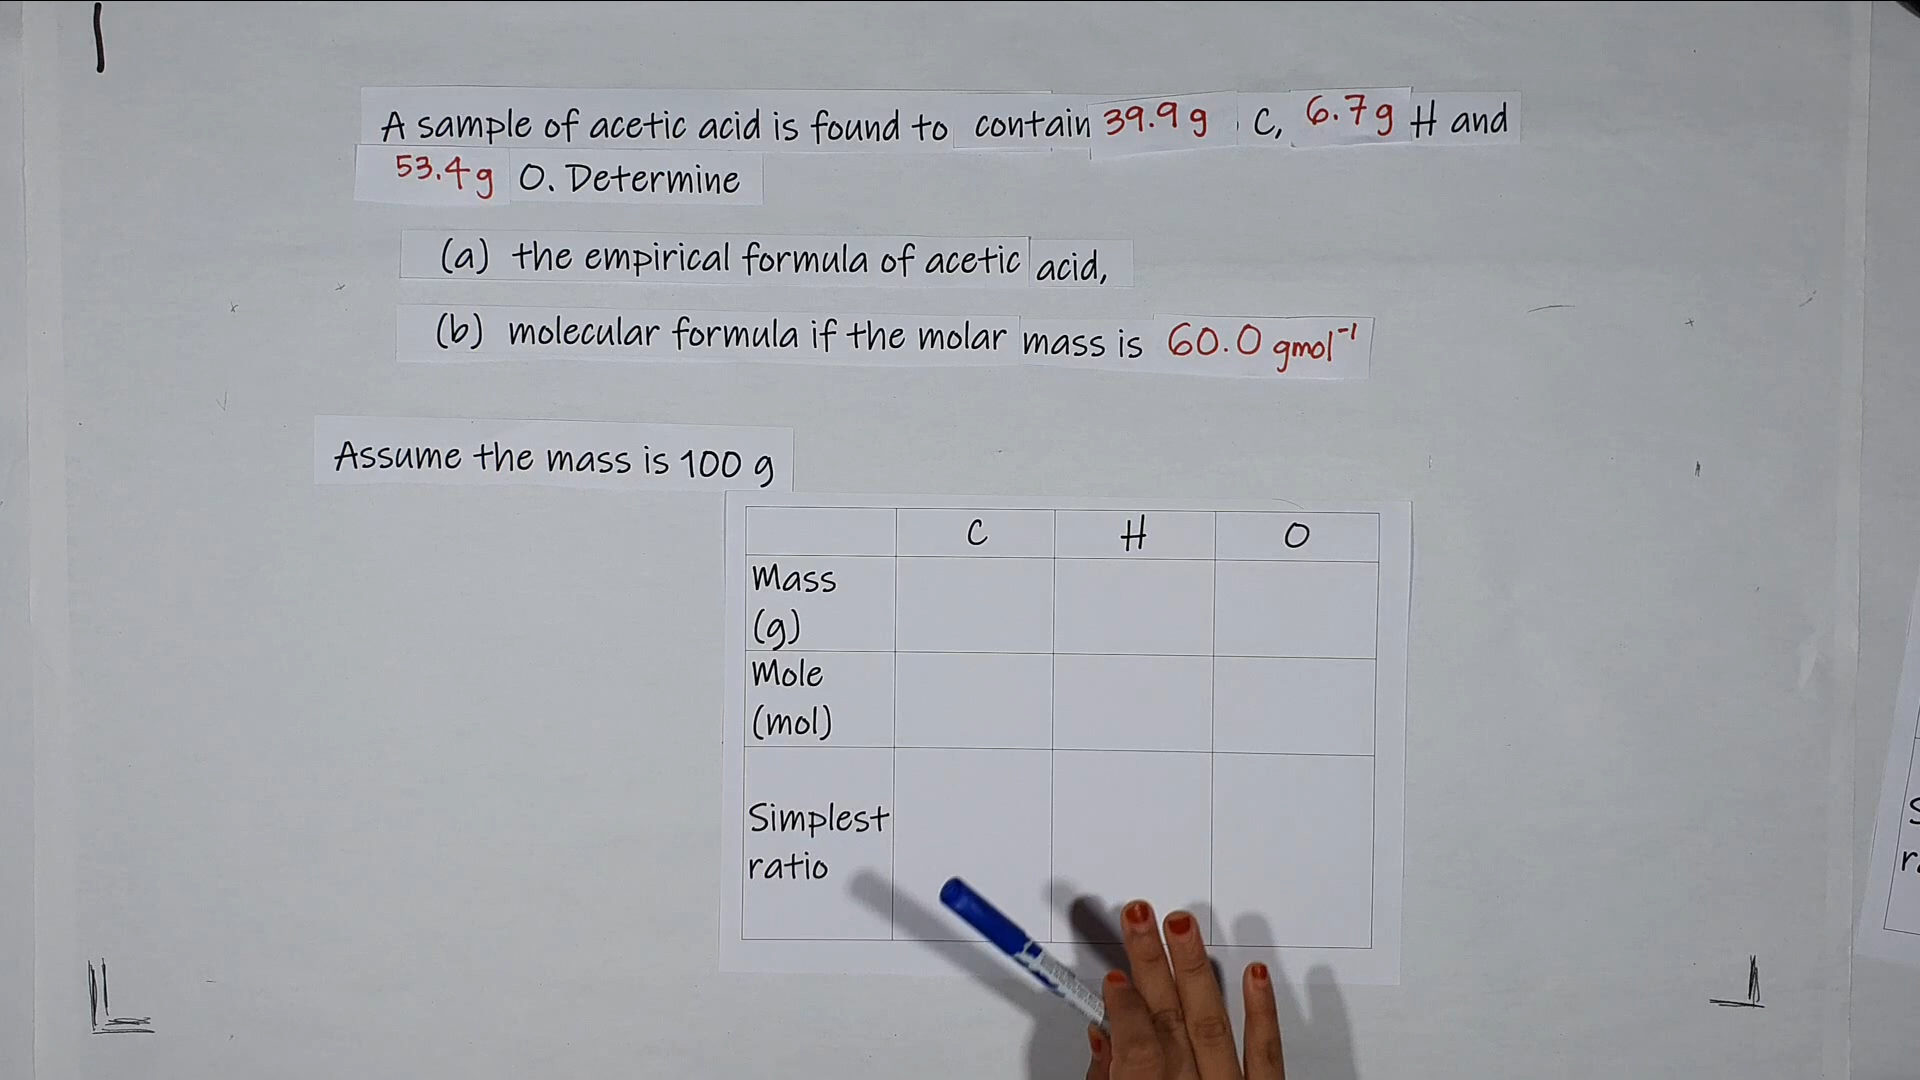 A sample of acetic acid is found to contain 39.9 g C, 6.7 g H and
53.4 g O. Determine
(a) the empirical formula of acetic acid,
(b) molecular formula if the molar mass is 60.0 gmol⁻¹
Assume the mass is 100 g
C H O
Mass
(g)
Mole
(mol)
Simplest
ratio